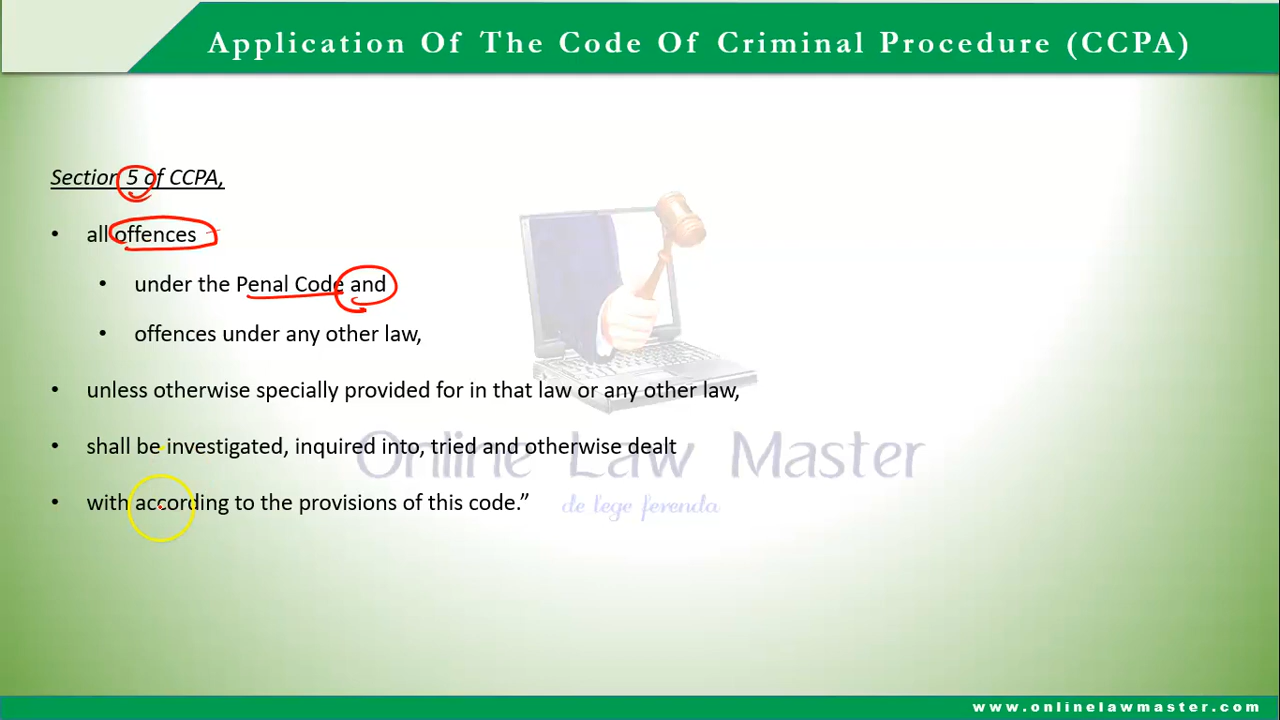 Application Of The Code Of Criminal Procedure (CCPA)
Section 5 of CCPA,
• all offences
• under the Penal Code and
• offences under any other law,
• unless otherwise specially provided for in that law or any other law,
• shall be investigated, inquired into, tried and otherwise dealt
• with according to the provisions of this code.”
Online Law Master
de lege ferenda
www.onlinelawmaster.com